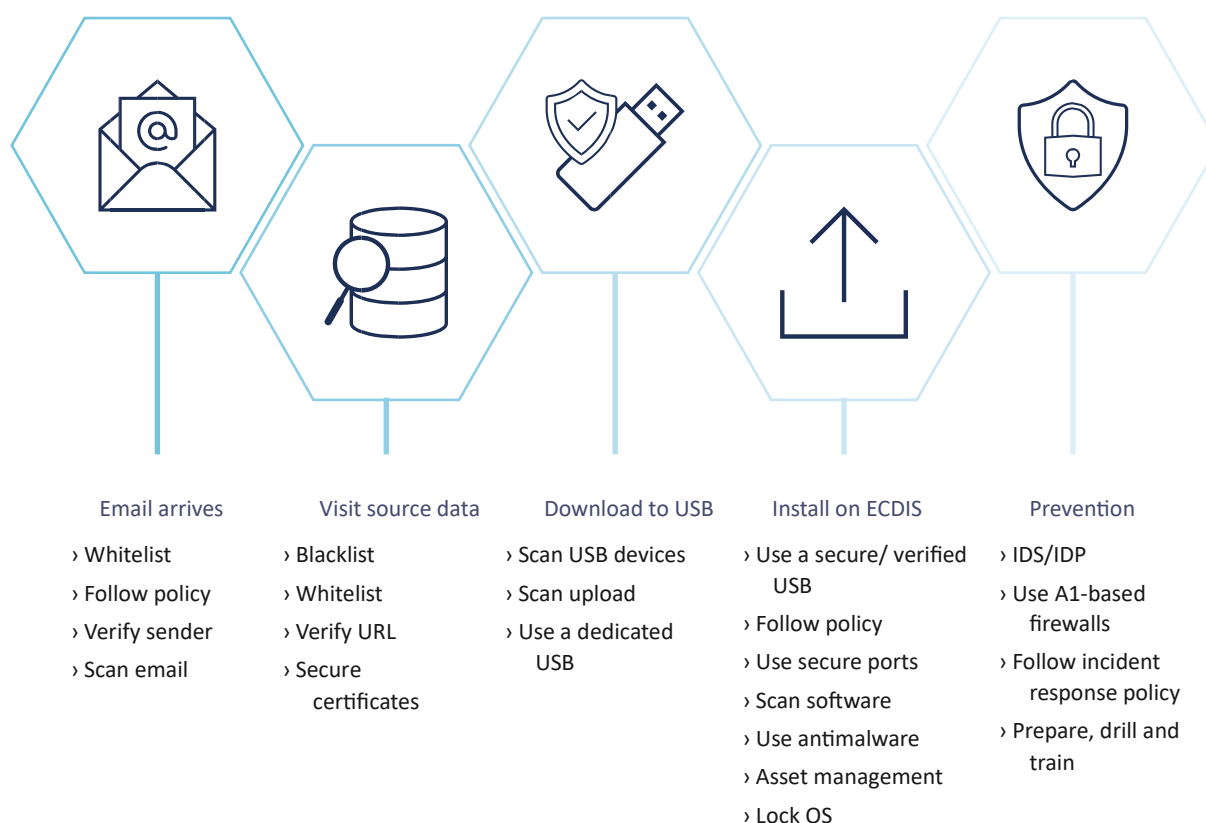 @
Email arrives
› Whitelist
› Follow policy
› Verify sender
› Scan email
Visit source data
› Blacklist
› Whitelist
› Verify URL
› Secure
certificates
Download to USB
› Scan USB devices
› Scan upload
› Use a dedicated
USB
Install on ECDIS
› Use a secure/ verified
USB
› Follow policy
› Use secure ports
› Scan software
› Use antimalware
› Asset management
› Lock OS
Prevention
› IDS/IDP
› Use A1-based
firewalls
› Follow incident
response policy
› Prepare, drill and
train